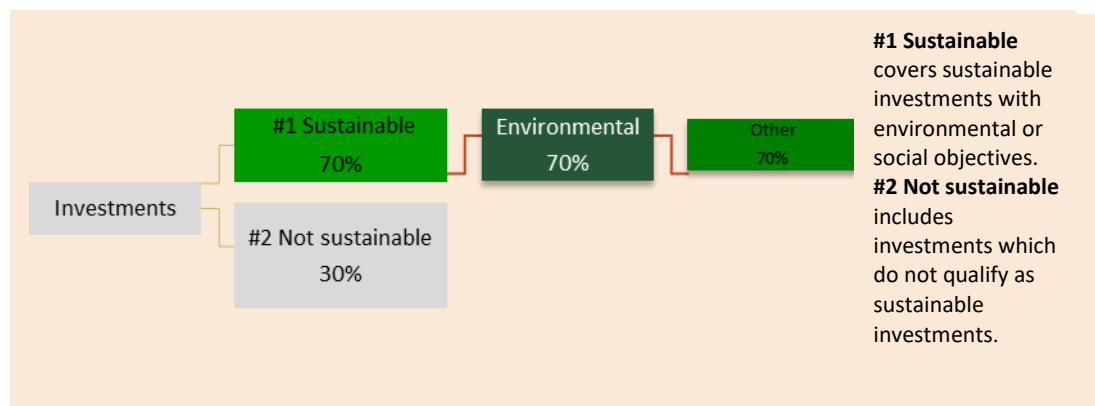 #1 Sustainable
70%
Environmental
70%
Other
70%
Investments
#2 Not sustainable
30%
#1 Sustainable
covers sustainable
investments with
environmental or
social objectives.
#2 Not sustainable
includes
investments which
do not qualify as
sustainable
investments.